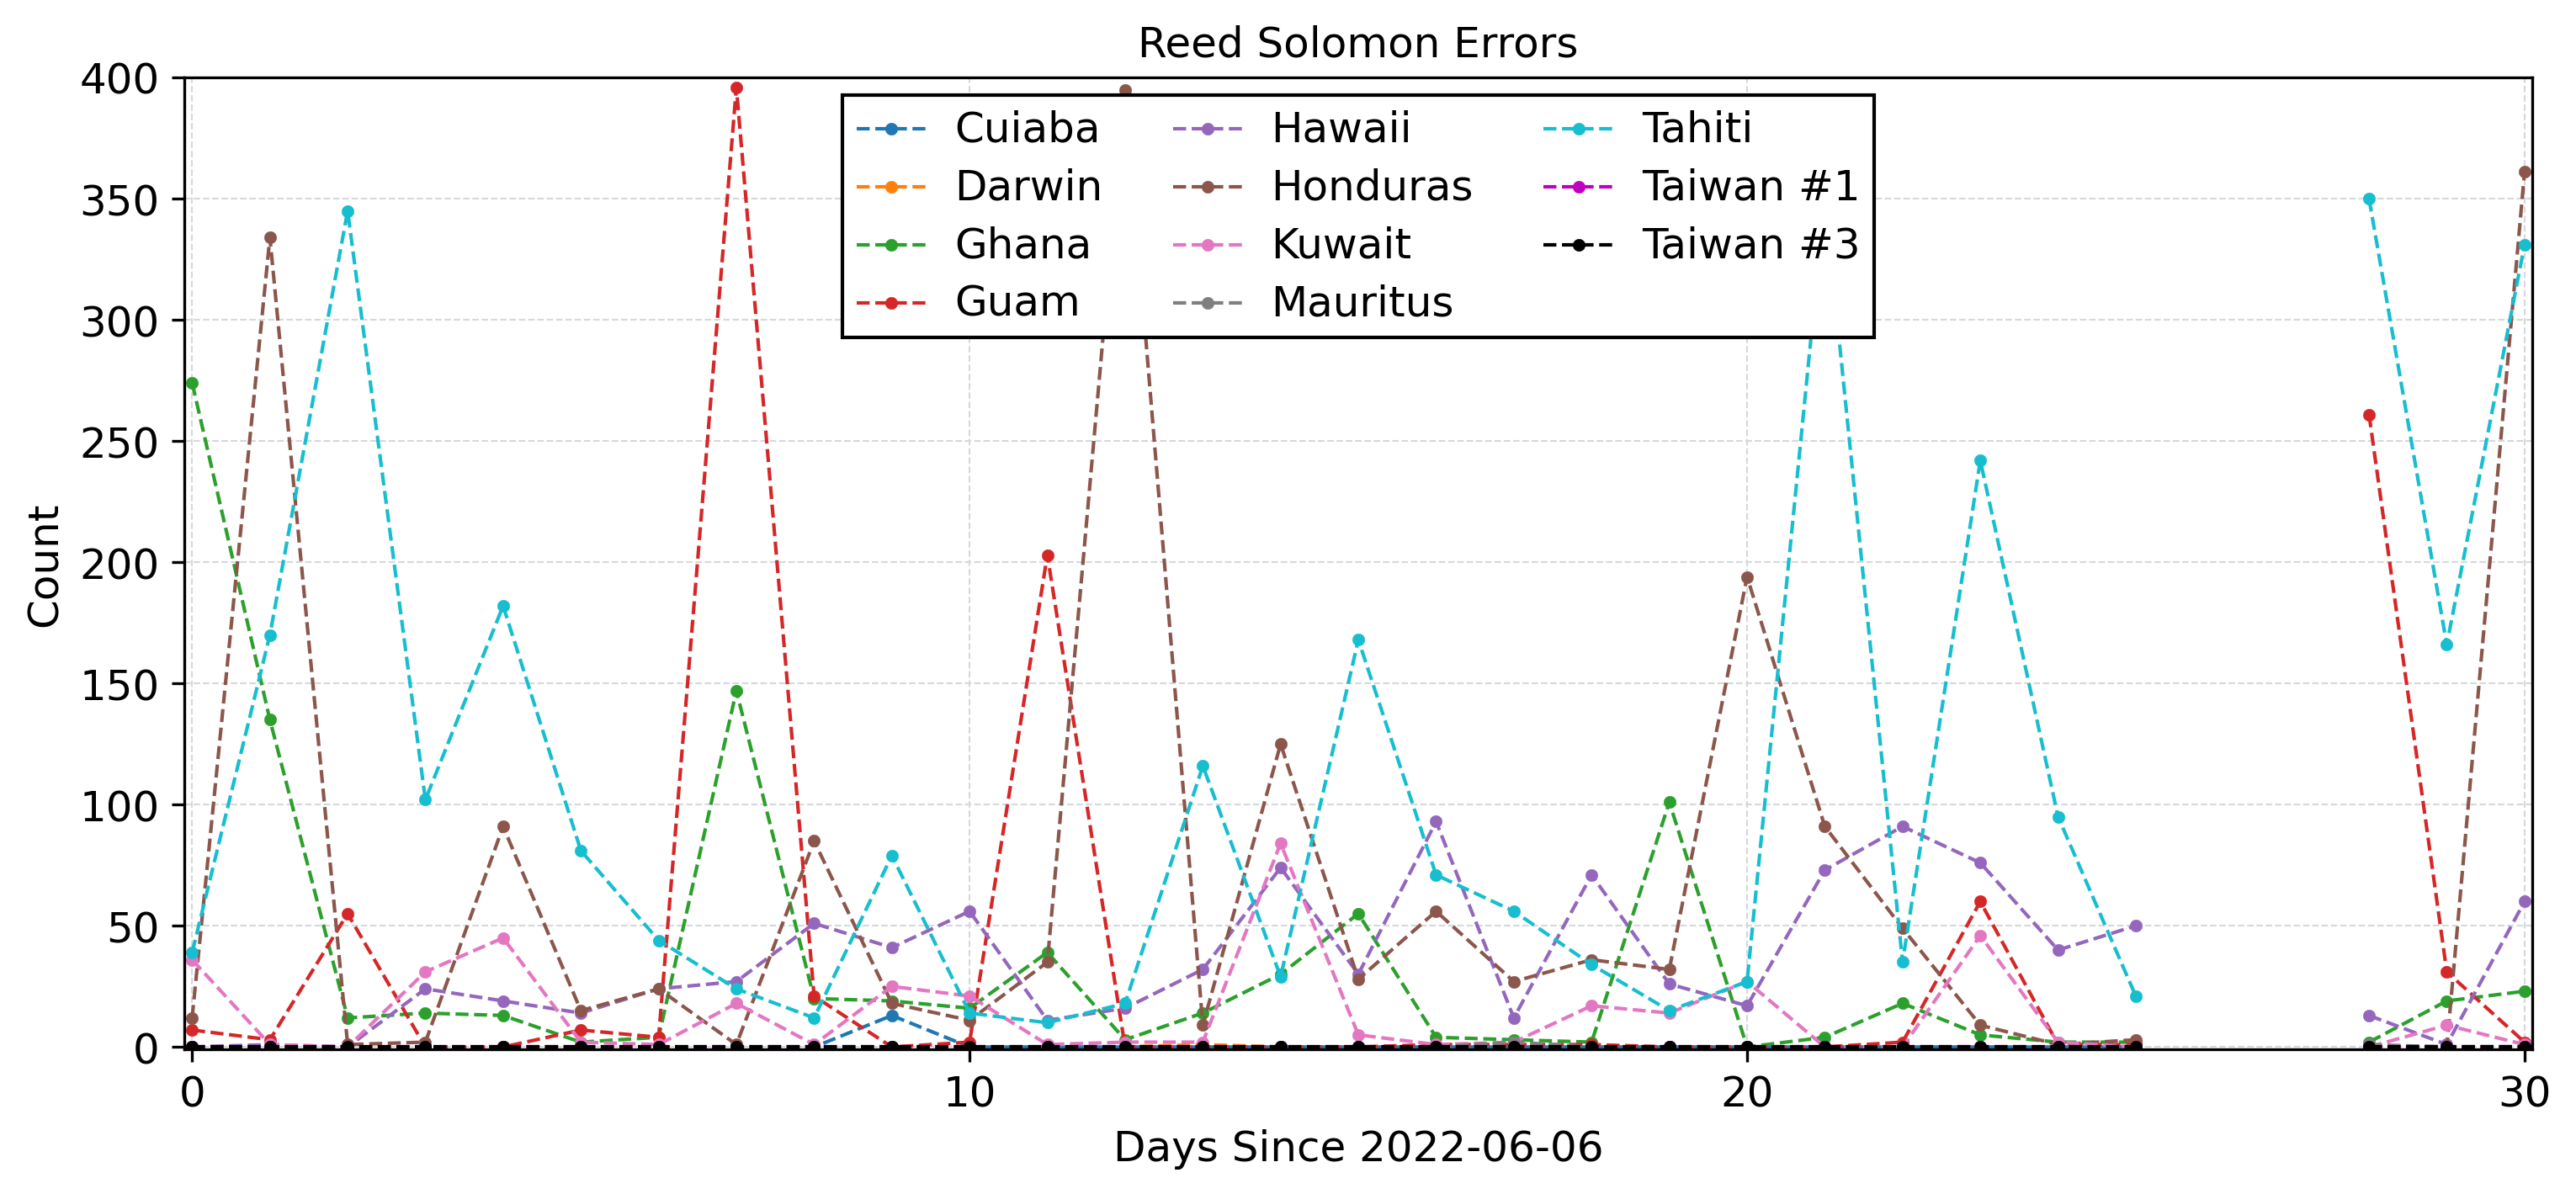 Reed Solomon Errors
400
350
300
250
200
150
100
50
0
Count
Cuiaba
Darwin
Ghana
Guam
Hawaii
Honduras
Kuwait
Mauritus
Tahiti
Taiwan #1
Taiwan #3
0 10 20 30
Days Since 2022-06-06